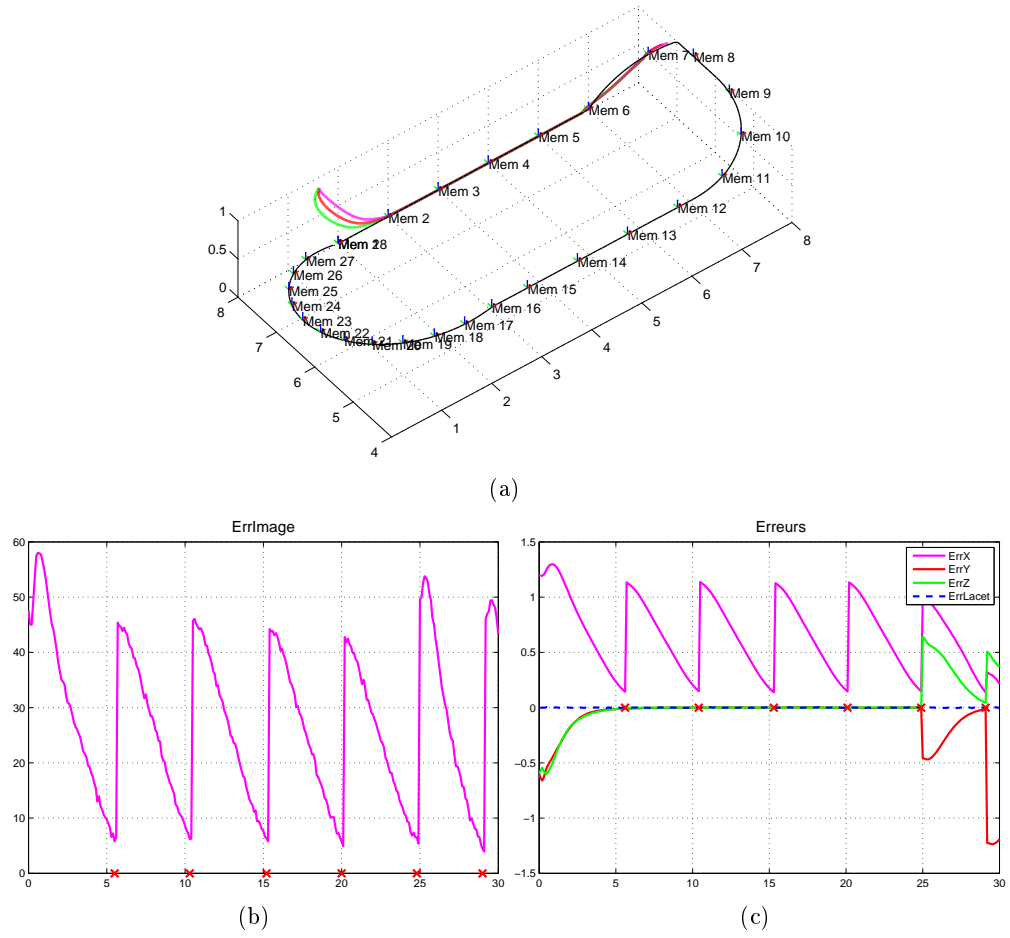 Mem 7
Mem 8
Mem 9
Mem 6
Mem 10
Mem 5
Mem 4
Mem 11
Mem 3
Mem 12
Mem 2
Mem 13
Mem 28
Mem 27
Mem 14
Mem 26
Mem 15
Mem 25
Mem 16
Mem 24
Mem 17
Mem 23
Mem 22
Mem 18
Mem 21
Mem 20
Mem 19
1
0.5
0
8
7
6
5
4
1
2
3
4
5
6
7
8
(a)
ErrImage
60
50
40
30
20
10
0
0
5
10
15
20
25
30
(b)
Erreurs
1.5
1
0.5
0
−0.5
−1
−1.5
0
5
10
15
20
25
30
ErrX
ErrY
ErrZ
ErrLacet
(c)